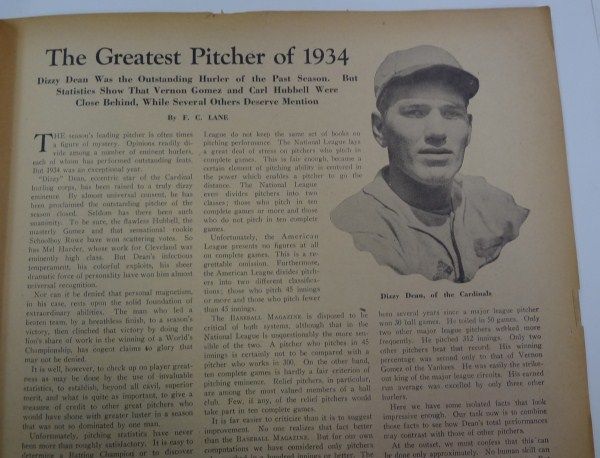 The Greatest Pitcher of 1934
Dizzy Dean Was the Outstanding Hurler of the Past Season. But
Statistics Show That Vernon Gomez and Carl Hubbell Were
Close Behind, While Several Others Deserve Mention
By F. C. LANE
THE season's leading pitcher is often times
a figure of mystery. Opinions readily di-
vide among a number of eminent hurlers,
each of whom has performed outstanding feats.
But 1934 was an exceptional year.
"Dizzy" Dean, eccentric star of the Cardinal
hurling corps, has been raised to a truly dizzy
eminence. By almost universal consent, he has
been proclaimed the outstanding pitcher of the
season closed. Seldom has there been such
unanimity. To be sure, the flawless Hubbell, the
masterly Gomez and that sensational rookie
Schoolboy Rowe have won scattering votes. So
has Mel Harder, whose work for Cleveland was
eminently high class. But Dean's infectious
temperament, his colorful exploits, his sheer
dramatic force of personality have won him almost
universal recognition.
Nor can it be denied that personal magnetism,
in his case, rests upon the solid foundation of
extraordinary abilities. The man who led a
beaten team, by a breathless finish, to a season's
victory, then clinched that victory by doing the
lion's share of work in the winning of a World's
Championship, has cogent claims to glory that
may not be denied.
It is well, however, to check up no player great-
ness as may be done by the use of invaluable
statistics, to establish, beyond all cavil, superior
merit, and what is quite as important, to give a
measure of credit to other great pitchers who
would have shone with greater luster in a season
that was not so dominated by one man.
Unfortunately, pitching statistics have never
been more than roughly satisfactory. It is easy to
determine a Batting Champion or to discover
League do not keep the same set of books on
pitching performance. The National League lays
a great deal of stress on pitchers who pitch in
complete games. This is fair enough, because a
certain element of pitching ability is centered in
the power which enables a pitcher to go the
distance. The National League
even divides pitchers into two
classes; those who pitch in ten
complete games or more and those
who do not pitch in ten complete
games.
Unfortunately, the American
League presents no figures at all
on complete games. This is a re-
grettable omission. Furthermore,
the American League divides pitch-
ers into two different classifica-
tions: those who pitch 45 innings
or more and those who pitch fewer
than 45 innings.
The BASEBALL MAGAZINE is disposed to be
critical of both systems, although that in the
National League is unquestionably the more sen-
sible of the two. A pitcher who pitches in 45
innings is certainly not to be compared with a
pitcher who works in 300. On the other hand,
ten complete games is hardly a fair criterion of
pitching eminence. Relief pitchers, in particular,
are among the most valued members of a ball
club. Few, if any, of the relief pitchers would
take part in ten complete games.
It is far easier to criticize than it is to suggest
improvement. No one realizes that fact better
than the BASEBALL MAGAZINE. But for our own
computation we have considered only pitchers
hundred innings or better. The
Dizzy Dean, of the Cardinals
been several years since a major league pitcher
won 30 ball games. He toiled in 50 games. Only
two other major league pitchers worked more
frequently. He pitched 312 innings. Only two
other pitchers beat that record. His winning
percentage was second only to that of Vernon
Gomez of the Yankees. He was easily the strike-
out king of the major league circuits. His earned
run average was excelled by only three other
hurlers.
Here we have some isolated facts that look
impressive enough. Our task now is to combine
those facts to see how Dean's total performances
may contrast with those of other pitchers.
At the outset, we must confess that this can
be done only approximately. No human skill can